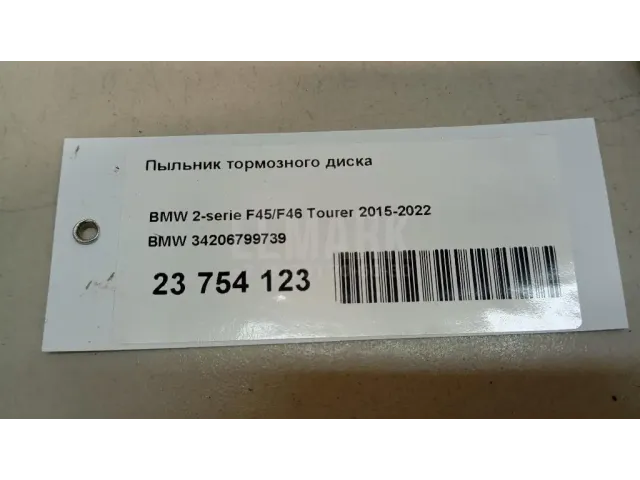 Пыльник тормозного диска
BMW 2-serie F45/F46 Tourer 2015-2022
BMW 34206799739
23 754 123